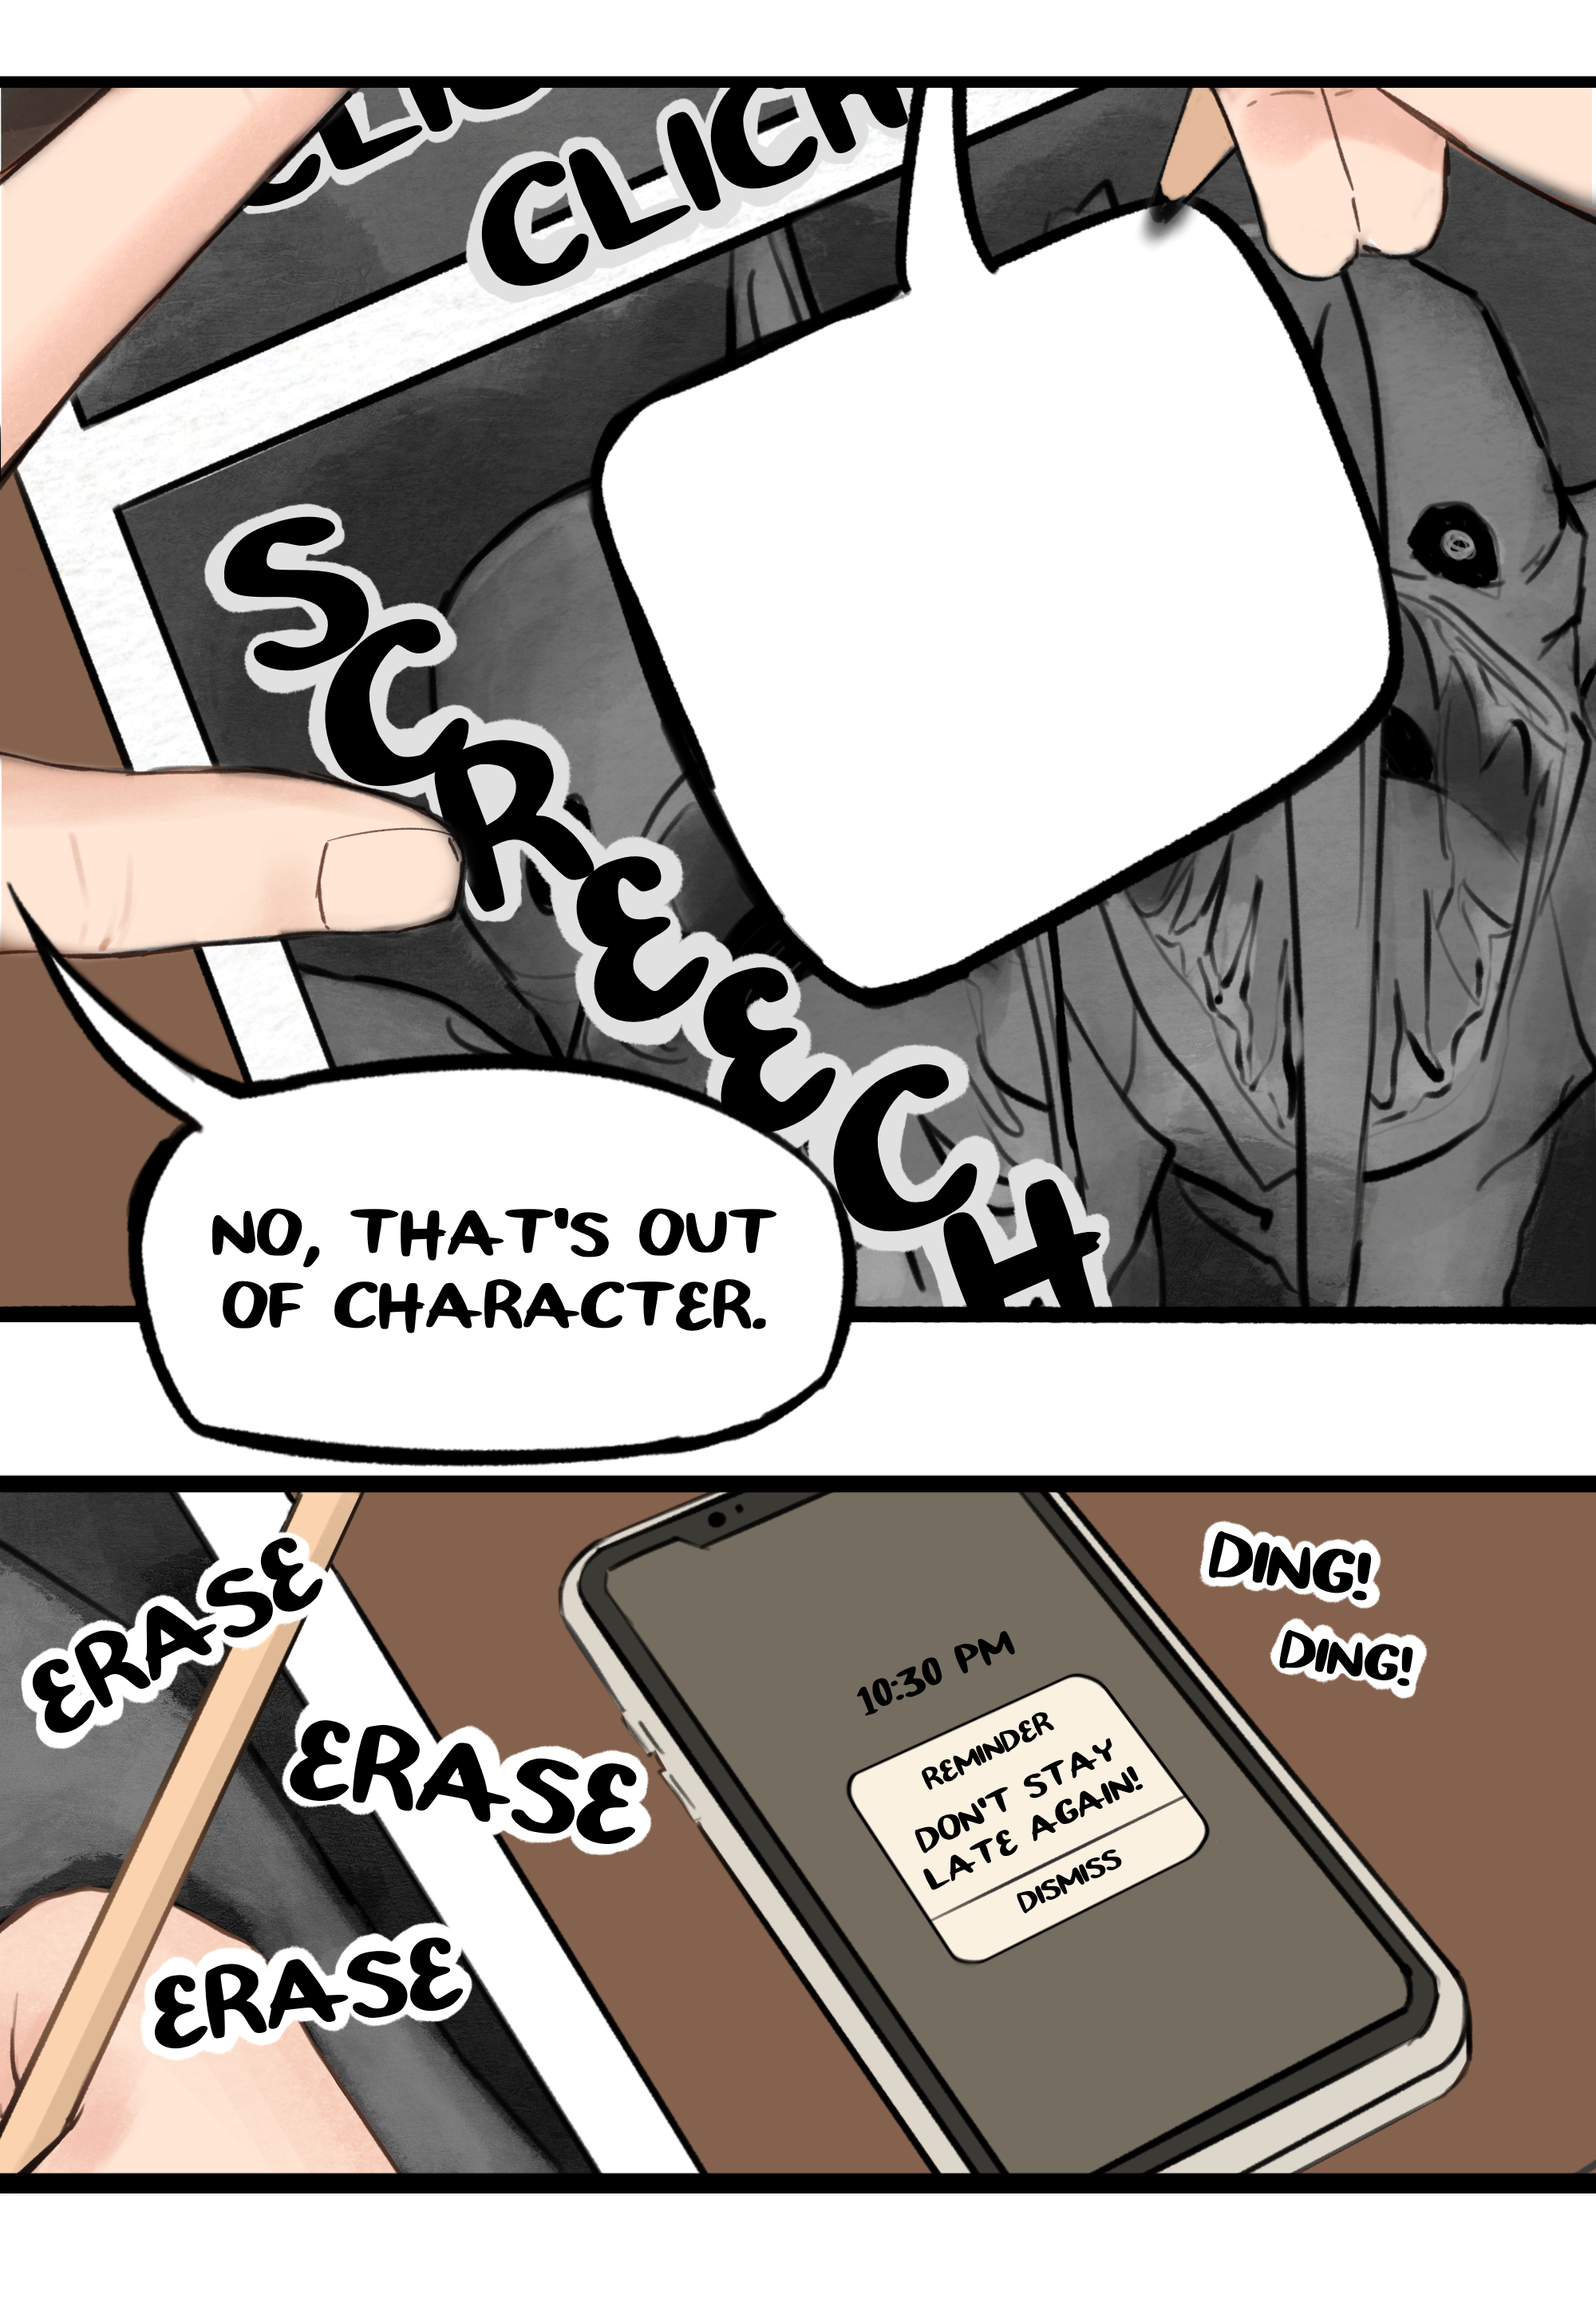 CLICK
CLICK
SCREECH
NO, THAT'S OUT
OF CHARACTER.
ERASE
ERASE
ERASE
DING!
DING!
10:30 PM
REMINDER
DON'T STAY
LATE AGAIN!
DISMISS